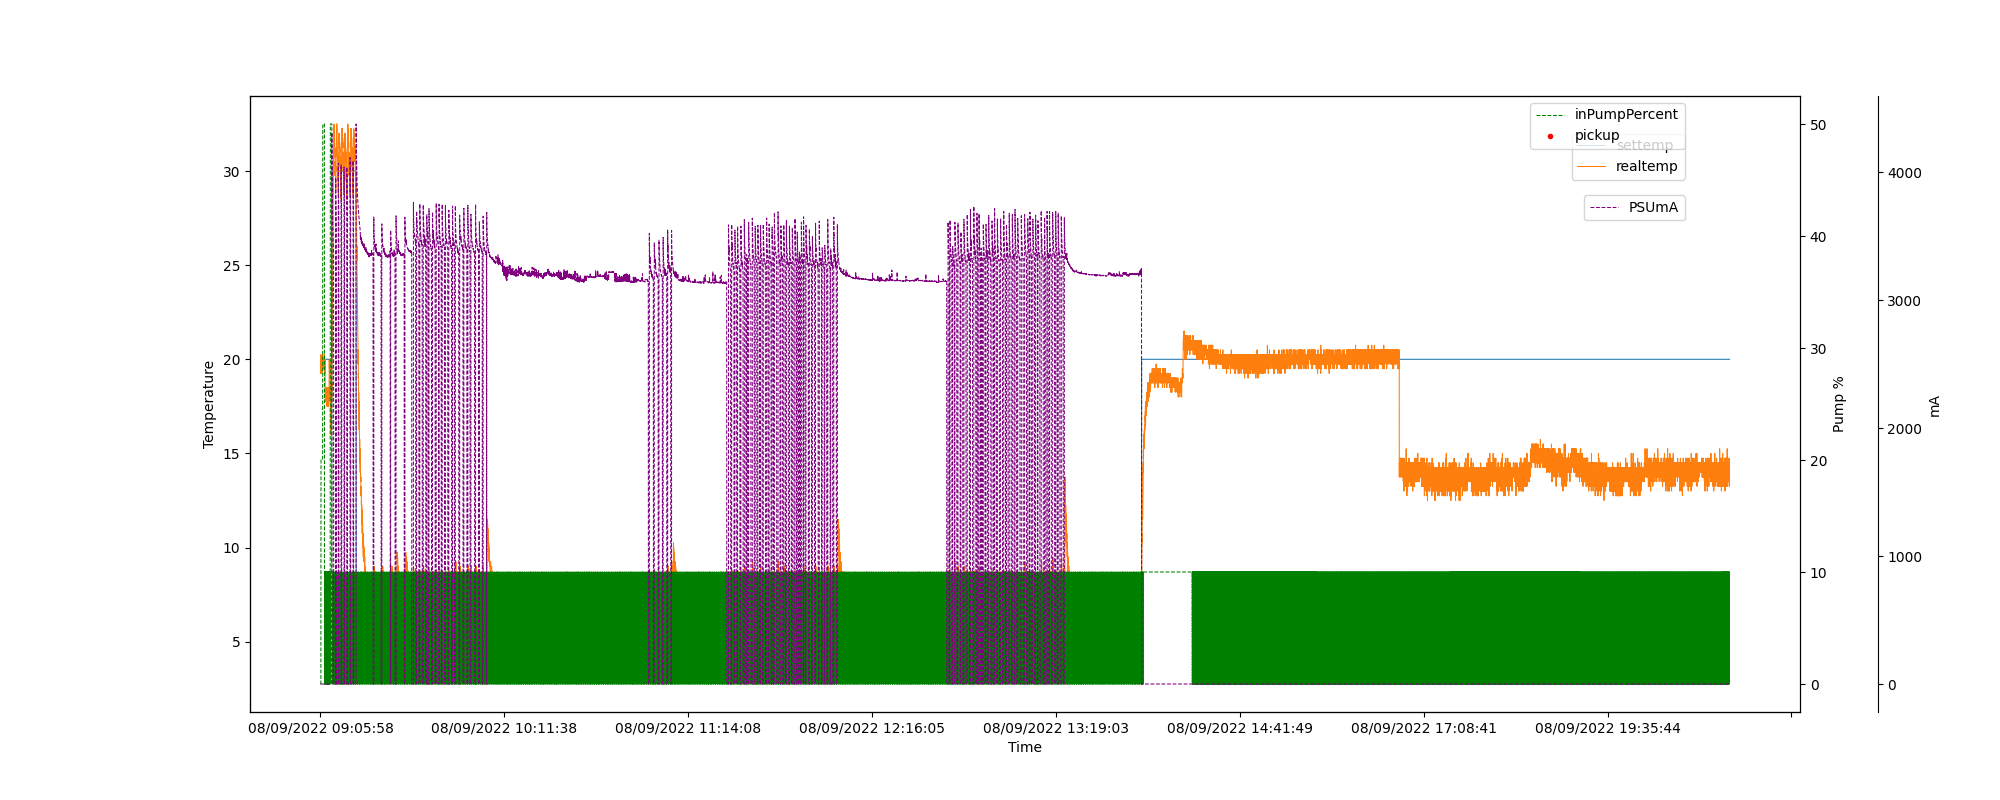 inPumpPercent
pickup
settemp
realtemp
PSUmA
30
25
20
15
10
5
Temperature
50
40
30
20
10
0
Pump %
4000
3000
2000
1000
0
mA
08/09/2022 09:05:58
08/09/2022 10:11:38
08/09/2022 11:14:08
08/09/2022 12:16:05
08/09/2022 13:19:03
08/09/2022 14:41:49
08/09/2022 17:08:41
08/09/2022 19:35:44
Time